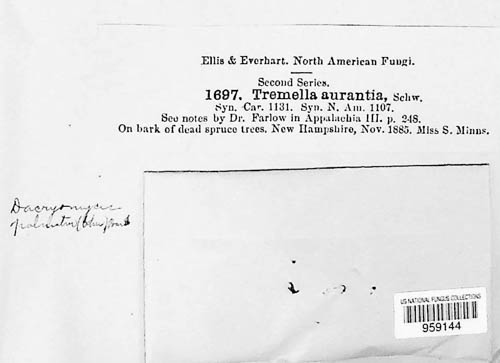 Ellis & Everhart. North American Fungi.
Second Series.
1697. Tremella aurantia, Schw.
Syn. Car. 1131. Syn. N. Am. 1107.
See notes by Dr. Farlow in Appalachia III. p. 248.
On bark of dead spruce trees. New Hampshire, Nov. 1885. Miss S. Minns.
Dacryomyces
US NATIONAL FUNGUS COLLECTIONS
959144